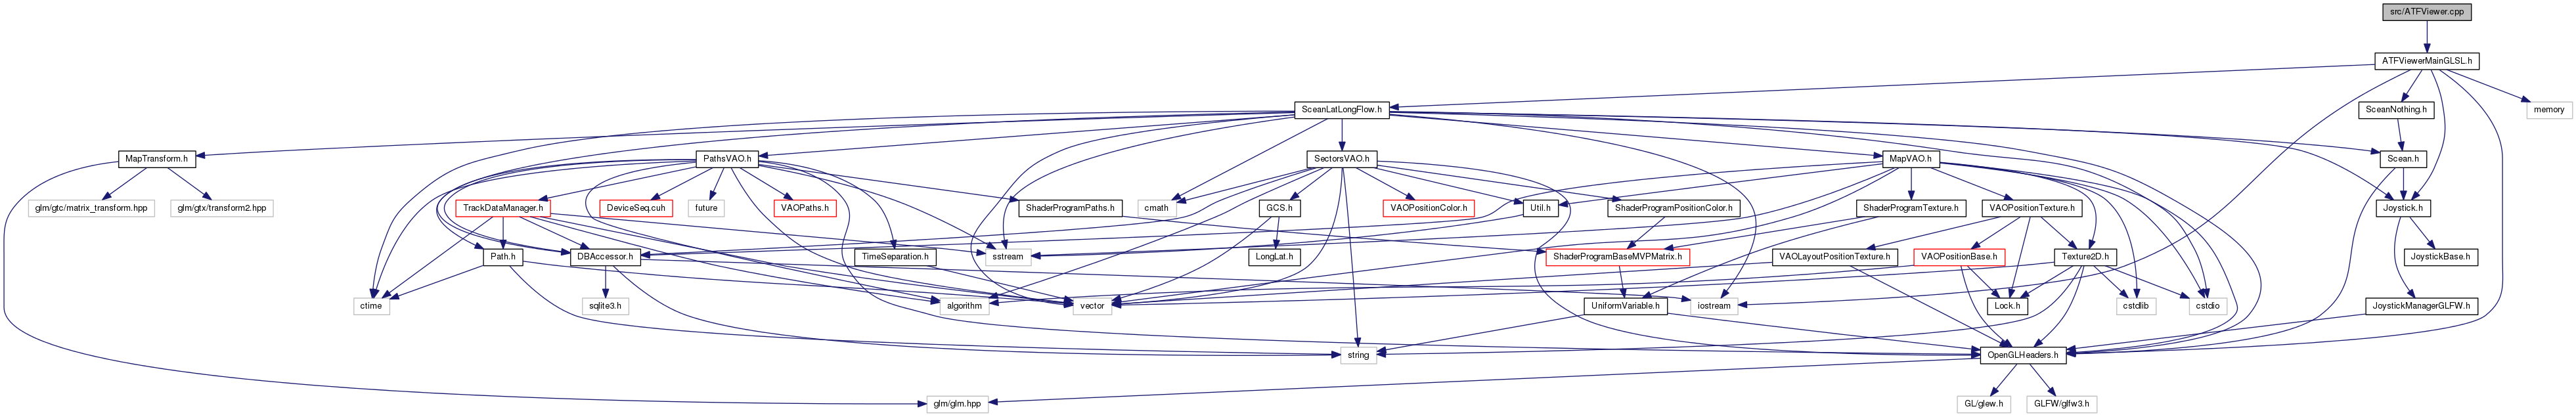 src/ATFViewer.cpp
ATFViewerMainGLSL.h
SceanLatLongFlow.h
SceanNothing.h
memory
MapTransform.h
PathsVAO.h
SectorsVAO.h
MapVAO.h
Scean.h
glm/gtc/matrix_transform.hpp
glm/gtx/transform2.hpp
TrackDataManager.h
DeviceSeq.cuh
future
VAOPaths.h
ShaderProgramPaths.h
cmath
GCS.h
VAOPositionColor.h
Util.h
ShaderProgramPositionColor.h
ShaderProgramTexture.h
VAOPositionTexture.h
Joystick.h
Path.h
DBAccessor.h
TimeSeparation.h
sstream
LongLat.h
ShaderProgramBaseMVPMatrix.h
VAOLayoutPositionTexture.h
VAOPositionBase.h
Texture2D.h
JoystickBase.h
ctime
sqlite3.h
algorithm
vector
UniformVariable.h
iostream
Lock.h
cstdlib
cstdio
JoystickManagerGLFW.h
string
OpenGLHeaders.h
glm/glm.hpp
GL/glew.h
GLFW/glfw3.h